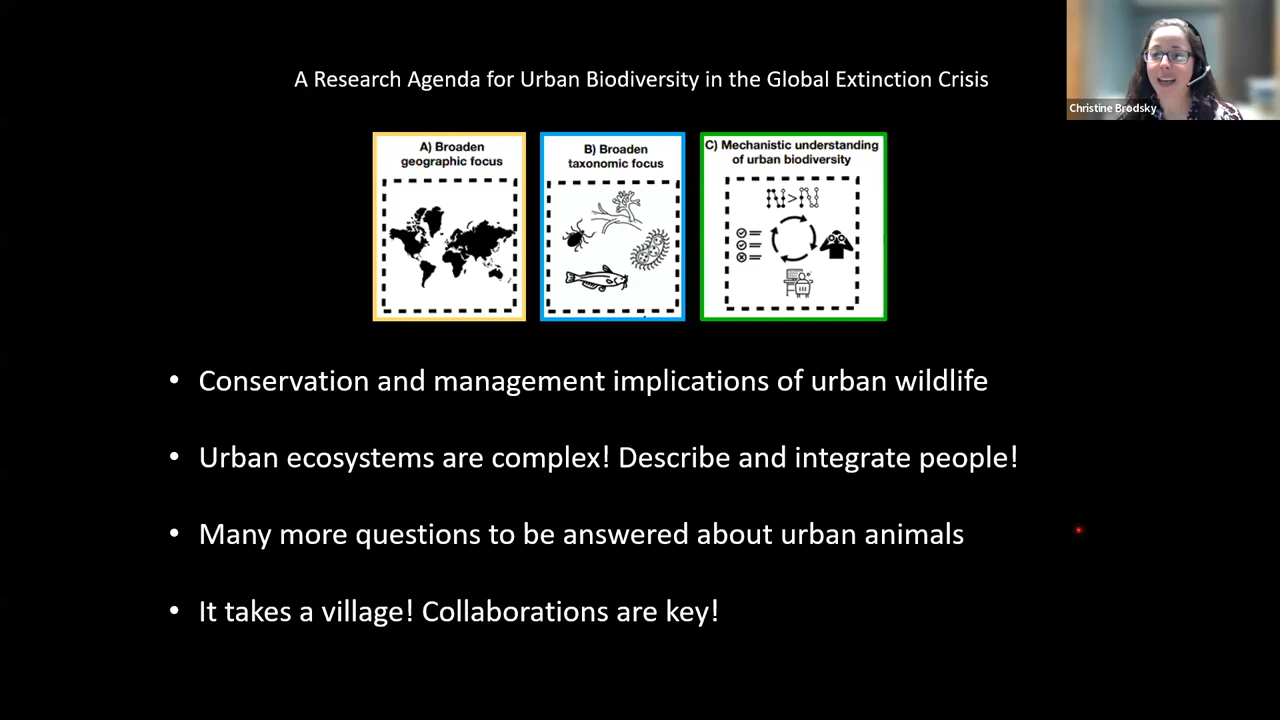 A Research Agenda for Urban Biodiversity in the Global Extinction Crisis
Christine Brodsky
A) Broaden
geographic focus
B) Broaden
taxonomic focus
C) Mechanistic understanding
of urban biodiversity
• Conservation and management implications of urban wildlife
• Urban ecosystems are complex! Describe and integrate people!
• Many more questions to be answered about urban animals
• It takes a village! Collaborations are key!